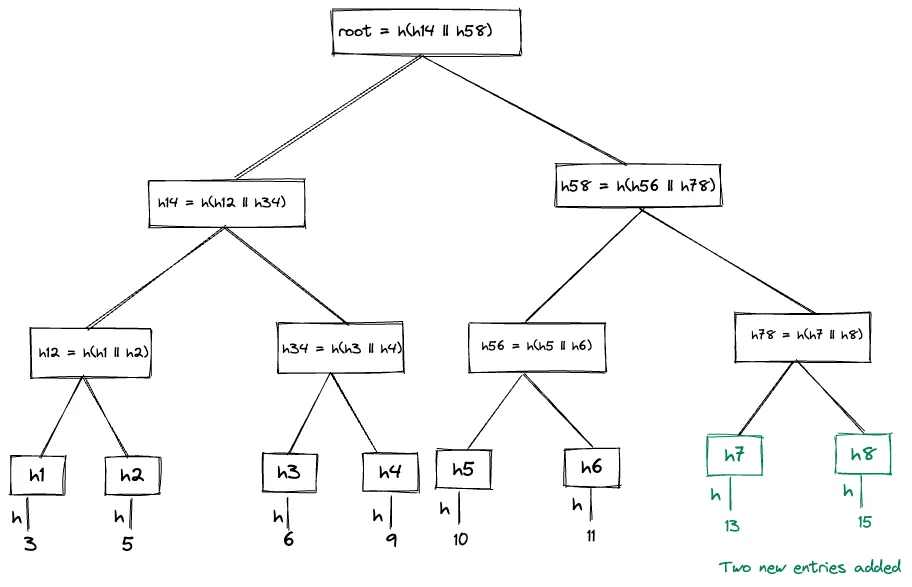 root = h(h14 || h58)
h14 = h(h12 || h34)
h58 = h(h56 || h78)
h12 = h(h1 || h2)
h34 = h(h3 || h4)
h56 = h(h5 || h6)
h78 = h(h7 || h8)
h1
h2
h3
h4
h5
h6
h7
h8
h
h
h
h
h
h
h
h
3
5
6
9
10
11
13
15
Two new entries added